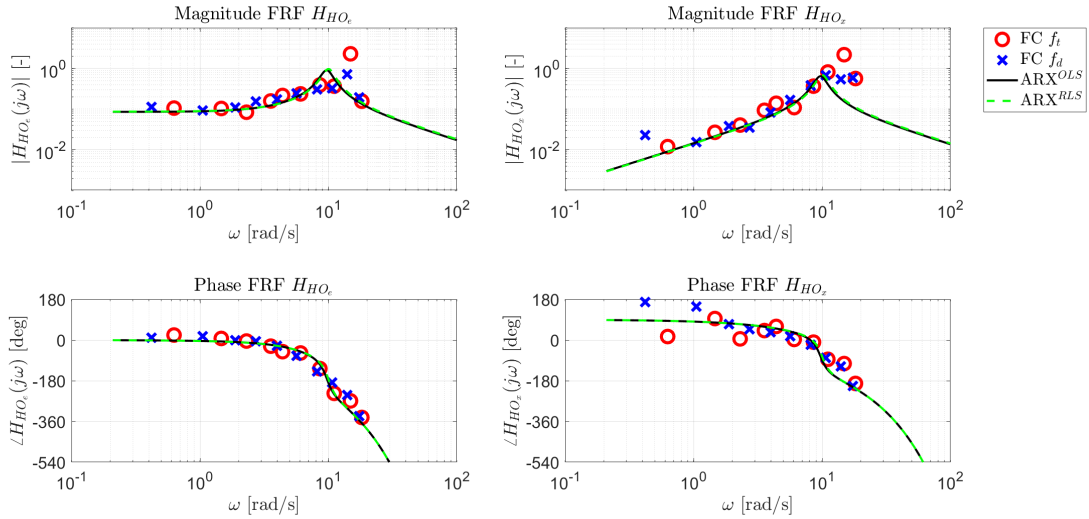 Magnitude FRF $H_{HO_e}$
|H_{HO_e}(jω)| [-]
10^0
10^{-2}
10^{-1} 10^0 10^1 10^2
ω [rad/s]
Magnitude FRF $H_{HO_x}$
|H_{HO_x}(jω)| [-]
10^0
10^{-2}
10^{-1} 10^0 10^1 10^2
ω [rad/s]
FC f_t
FC f_d
ARX^{OLS}
ARX^{RLS}
Phase FRF $H_{HO_e}$
∠H_{HO_e}(jω) [deg]
180
0
-180
-360
-540
10^{-1} 10^0 10^1 10^2
ω [rad/s]
Phase FRF $H_{HO_x}$
∠H_{HO_x}(jω) [deg]
180
0
-180
-360
-540
10^{-1} 10^0 10^1 10^2
ω [rad/s]